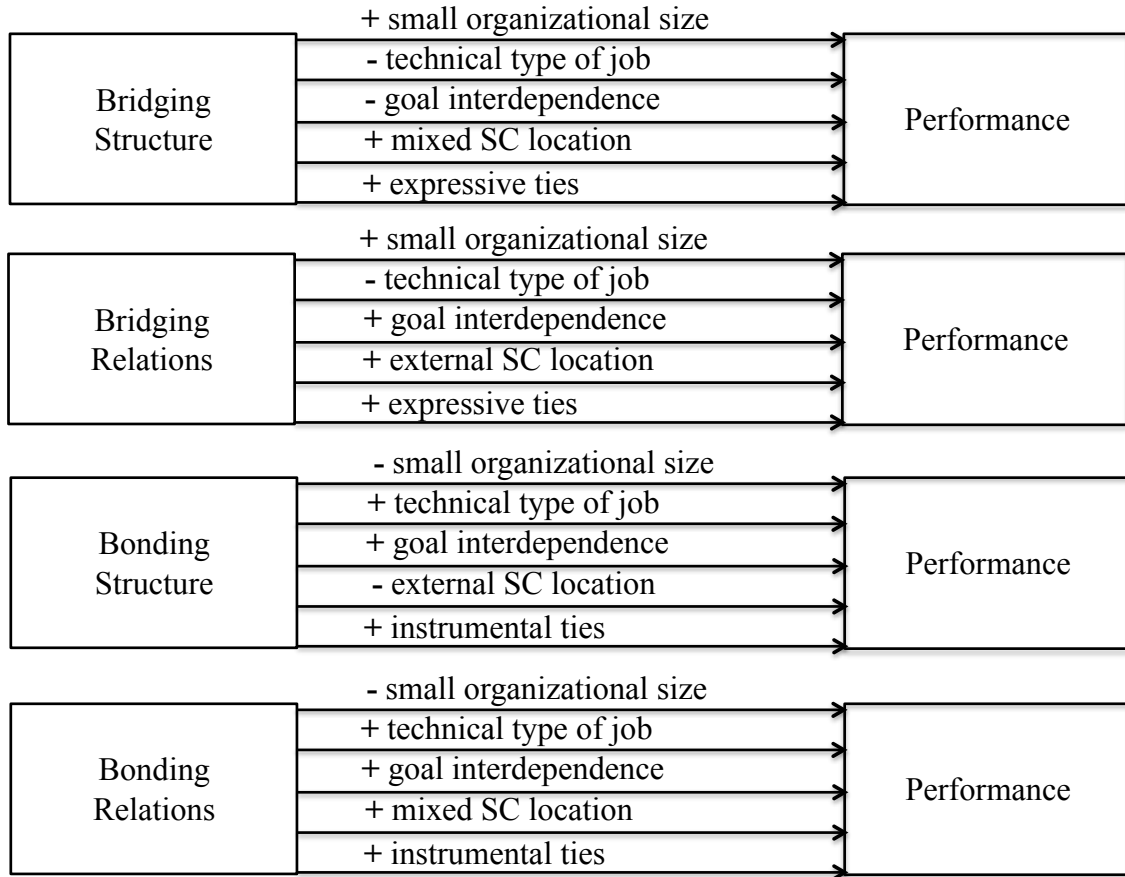 + small organizational size
- technical type of job
- goal interdependence
+ mixed SC location
+ expressive ties
Bridging
Structure
Performance
+ small organizational size
- technical type of job
+ goal interdependence
+ external SC location
+ expressive ties
Bridging
Relations
Performance
- small organizational size
+ technical type of job
+ goal interdependence
- external SC location
+ instrumental ties
Bonding
Structure
Performance
- small organizational size
+ technical type of job
+ goal interdependence
+ mixed SC location
+ instrumental ties
Bonding
Relations
Performance